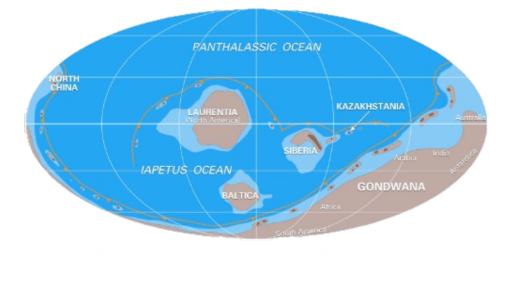 PANTHALASSIC OCEAN
NORTH
CHINA
LAURENTIA
(North America)
KAZAKHSTANIA
Australia
SIBERIA
Arabia
India
Antarctica
IAPETUS OCEAN
GONDWANA
BALTICA
Africa
South America